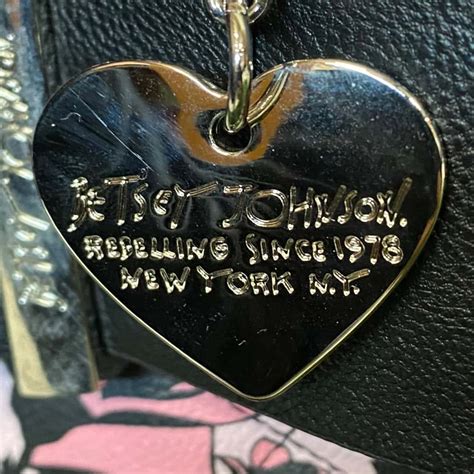 BETSEY JOHNSON.
REBELLING SINCE 1978
NEW YORK N.Y.